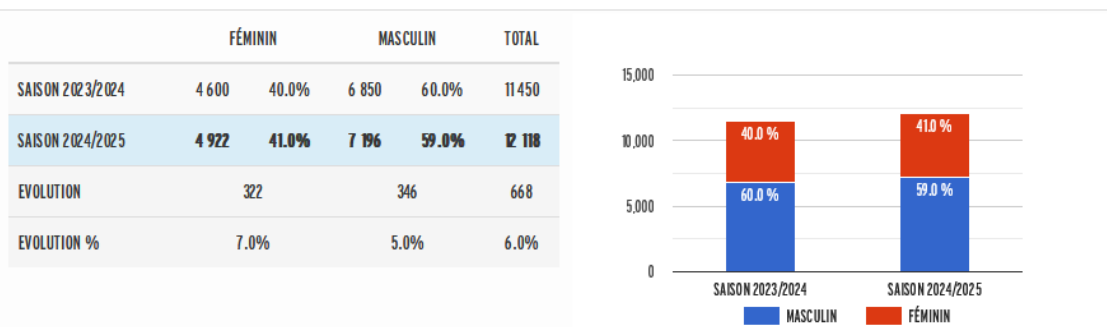 FÉMININ MASCULIN TOTAL
SAISON 2023/2024 4 600 40.0% 6 850 60.0% 11 450
SAISON 2024/2025 4 922 41.0% 7 196 59.0% 12 118
EVOLUTION 322 346 668
EVOLUTION % 7.0% 5.0% 6.0%
15,000
10,000
5,000
0
40.0 %
60.0 %
41.0 %
59.0 %
SAISON 2023/2024 SAISON 2024/2025
MASCULIN FÉMININ